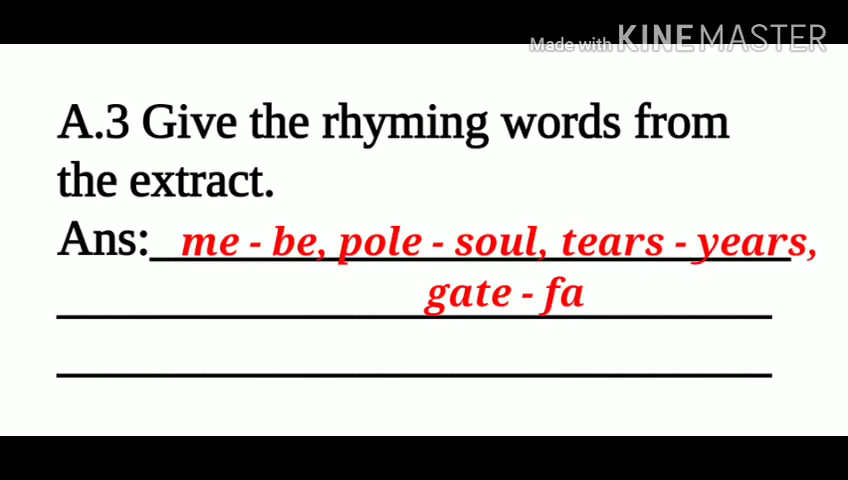 Made with KINEMASTER
A.3 Give the rhyming words from
the extract.
Ans: me - be, pole - soul, tears - years,
gate - fa